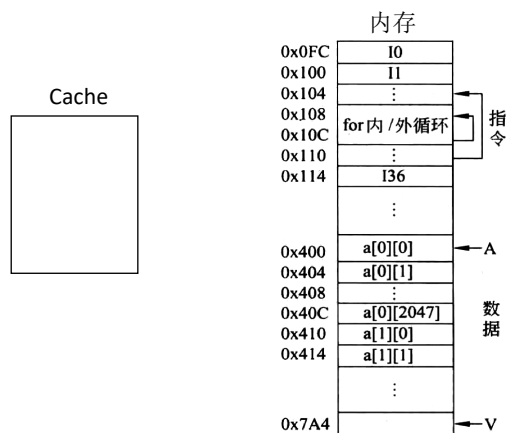 内存
Cache
0x0FC I0
0x100 I1
0x104 ⋮
0x108 for内/外循环
0x10C
0x110 ⋮
0x114 I36
⋮
指令
0x400 a[0][0] A
0x404 a[0][1]
0x408 ⋮
0x40C a[0][2047]
0x410 a[1][0]
0x414 a[1][1]
⋮
数据
0x7A4 V